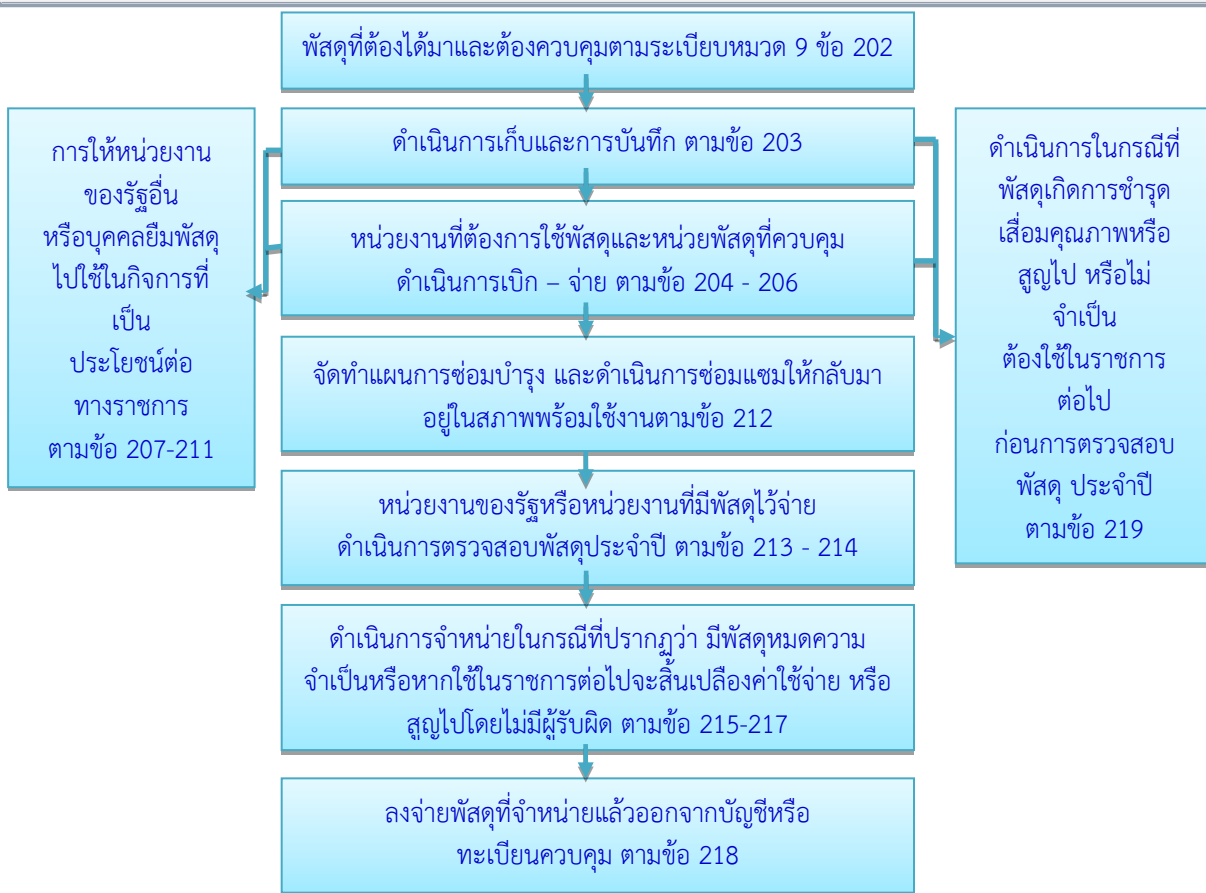 พัสดุที่ต้องได้มาและต้องควบคุมตามระเบียบหมวด 9 ข้อ 202
ดำเนินการเก็บและการบันทึก ตามข้อ 203
การให้หน่วยงาน
ของรัฐอื่น
หรือบุคคลยืมพัสดุ
ไปใช้ในกิจการที่
เป็น
ประโยชน์ต่อ
ทางราชการ
ตามข้อ 207-211
หน่วยงานที่ต้องการใช้พัสดุและหน่วยพัสดุที่ควบคุม
ดำเนินการเบิก – จ่าย ตามข้อ 204 - 206
ดำเนินการในกรณีที่
พัสดุเกิดการชำรุด
เสื่อมคุณภาพหรือ
สูญไป หรือไม่
จำเป็น
ต้องใช้ในราชการ
ต่อไป
ก่อนการตรวจสอบ
พัสดุ ประจำปี
ตามข้อ 219
จัดทำแผนการซ่อมบำรุง และดำเนินการซ่อมแซมให้กลับมา
อยู่ในสภาพพร้อมใช้งานตามข้อ 212
หน่วยงานของรัฐหรือหน่วยงานที่มีพัสดุไว้จ่าย
ดำเนินการตรวจสอบพัสดุประจำปี ตามข้อ 213 - 214
ดำเนินการจำหน่ายในกรณีที่ปรากฏว่า มีพัสดุหมดความ
จำเป็นหรือหากใช้ในราชการต่อไปจะสิ้นเปลืองค่าใช้จ่าย หรือ
สูญไปโดยไม่มีผู้รับผิด ตามข้อ 215-217
ลงจ่ายพัสดุที่จำหน่ายแล้วออกจากบัญชีหรือ
ทะเบียนควบคุม ตามข้อ 218